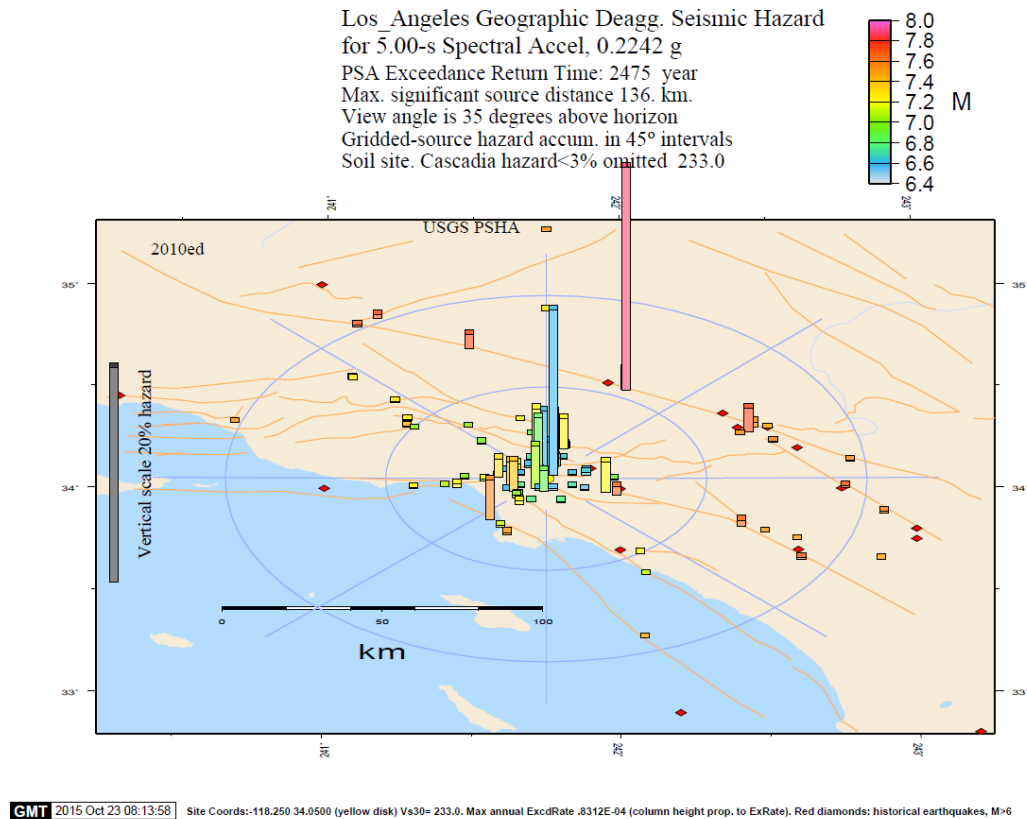 Los_Angeles Geographic Deagg. Seismic Hazard
for 5.00-s Spectral Accel, 0.2242 g
PSA Exceedance Return Time: 2475 year
Max. significant source distance 136. km.
View angle is 35 degrees above horizon
Gridded-source hazard accum. in 45º intervals
Soil site. Cascadia hazard<3% omitted 233.0
8.0
7.8
7.6
7.4
7.2
7.0
6.8
6.6
6.4
M
241'
242'
243'
USGS PSHA
2010ed
35'
35'
Vertical scale 20% hazard
34'
34'
0
50
100
km
33'
33'
241'
242'
243'
GMT 2015 Oct 23 08:13:58 Site Coords:-118.250 34.0500 (yellow disk) Vs30= 233.0. Max annual ExcdRate .8312E-04 (column height prop. to ExRate). Red diamonds: historical earthquakes, M>6